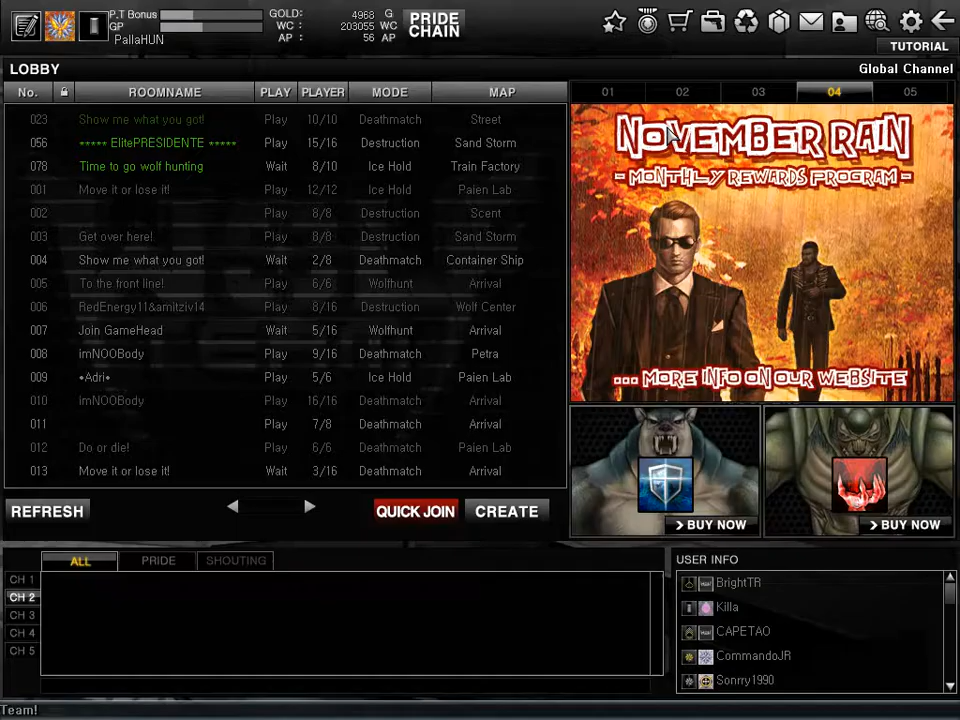 P.T Bonus
GP
PallaHUN
GOLD: 4968 G
WC : 203055 WC
AP : 56 AP
PRIDE CHAIN
TUTORIAL
LOBBY
Global Channel
No. ROOMNAME PLAY PLAYER MODE MAP
023 Show me what you got! Play 10/10 Deathmatch Street
056 ***** ElitePRESIDENTE ***** Play 15/16 Destruction Sand Storm
078 Time to go wolf hunting Wait 8/10 Ice Hold Train Factory
001 Move it or lose it! Play 12/12 Ice Hold Paien Lab
002 Play 8/8 Destruction Scent
003 Get over here! Play 8/8 Destruction Sand Storm
004 Show me what you got! Wait 2/8 Deathmatch Container Ship
005 To the front line! Play 6/6 Wolfhunt Arrival
006 RedEnergy11&amitziv14 Play 8/16 Destruction Wolf Center
007 Join GameHead Wait 5/16 Wolfhunt Arrival
008 imNOOBody Play 9/16 Deathmatch Petra
009 •Adri• Play 5/6 Ice Hold Paien Lab
010 imNOOBody Play 16/16 Deathmatch Arrival
011 Play 7/8 Deathmatch Arrival
012 Do or die! Play 6/6 Deathmatch Paien Lab
013 Move it or lose it! Wait 3/16 Deathmatch Arrival
01 02 03 04 05
NOVEMBER RAIN
- MONTHLY REWARDS PROGRAM -
... MORE INFO ON OUR WEBSITE
> BUY NOW
> BUY NOW
REFRESH
QUICK JOIN
CREATE
ALL PRIDE SHOUTING
CH 1
CH 2
CH 3
CH 4
CH 5
USER INFO
BrightTR
Killa
CAPETAO
CommandoJR
Sonrry1990
Team!